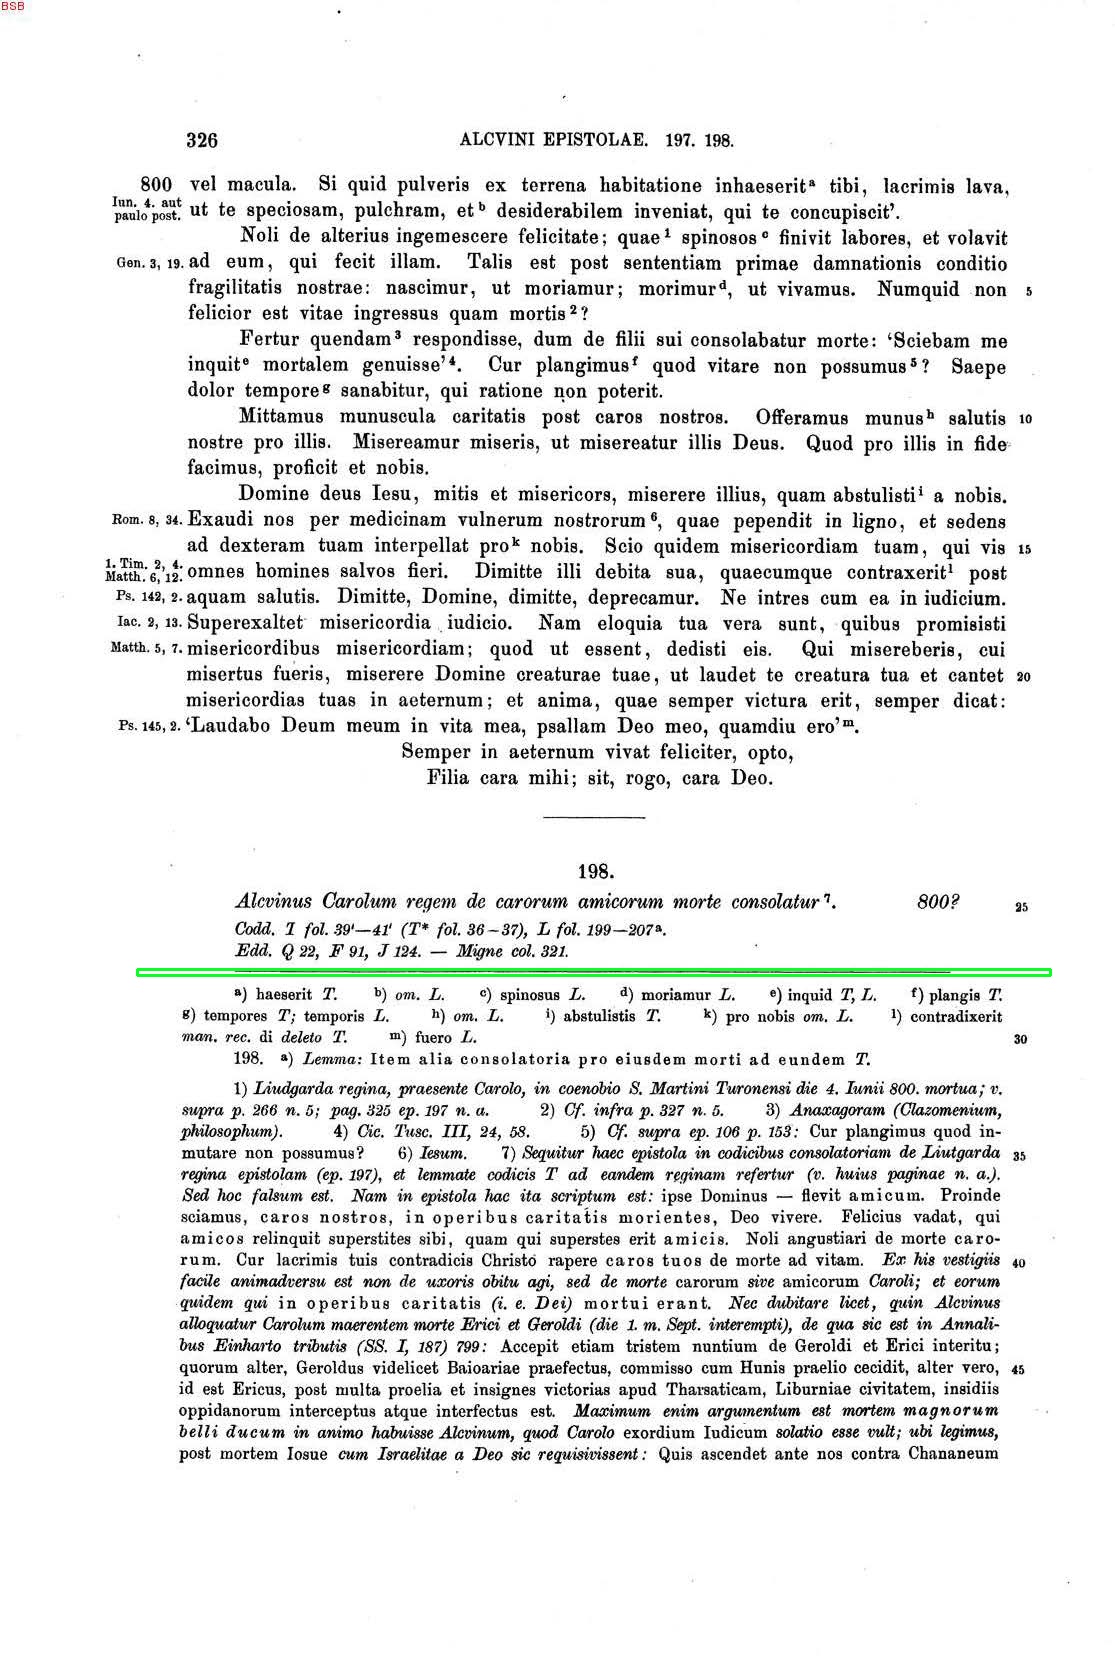 BSB
326 ALCVINI EPISTOLAE. 197. 198.
800 vel macula. Si quid pulveris ex terrena habitatione inhaeserit a tibi, lacrimis lava,
Iun. 4. aut paulo post. ut te speciosam, pulchram, et b desiderabilem inveniat, qui te concupiscit’.
Noli de alterius ingemescere felicitate; quae 1 spinosos c finivit labores, et volavit
Gen. 3, 19. ad eum, qui fecit illam. Talis est post sententiam primae damnationis conditio
fragilitatis nostrae: nascimur, ut moriamur; morimur d, ut vivamus. Numquid non 5
felicior est vitae ingressus quam mortis 2?
Fertur quendam 3 respondisse, dum de filii sui consolabatur morte: ‘Sciebam me
inquit e mortalem genuisse’ 4. Cur plangimus f quod vitare non possumus 5? Saepe
dolor tempore g sanabitur, qui ratione non poterit.
Mittamus munuscula caritatis post caros nostros. Offeramus munus h salutis 10
nostre pro illis. Misereamur miseris, ut misereatur illis Deus. Quod pro illis in fide
facimus, proficit et nobis.
Domine deus Iesu, mitis et misericors, miserere illius, quam abstulisti i a nobis.
Rom. 8, 34. Exaudi nos per medicinam vulnerum nostrorum 6, quae pependit in ligno, et sedens
ad dexteram tuam interpellat pro k nobis. Scio quidem misericordiam tuam, qui vis 15
1. Tim. 2, 4. Matth. 6, 12. omnes homines salvos fieri. Dimitte illi debita sua, quaecumque contraxerit l post
Ps. 142, 2. aquam salutis. Dimitte, Domine, dimitte, deprecamur. Ne intres cum ea in iudicium.
Iac. 2, 13. Superexaltet misericordia iudicio. Nam eloquia tua vera sunt, quibus promisisti
Matth. 5, 7. misericordibus misericordiam; quod ut essent, dedisti eis. Qui misereberis, cui
misertus fueris, miserere Domine creaturae tuae, ut laudet te creatura tua et cantet 20
misericordias tuas in aeternum; et anima, quae semper victura erit, semper dicat:
Ps. 145, 2. ‘Laudabo Deum meum in vita mea, psallam Deo meo, quamdiu ero’ m.
Semper in aeternum vivat feliciter, opto,
Filia cara mihi; sit, rogo, cara Deo.
198.
Alcvinus Carolum regem de carorum amicorum morte consolatur 7. 800? 25
Codd. T fol. 39'—41' (T* fol. 36–37), L fol. 199—207 a.
Edd. Q 22, F 91, J 124. — Migne col. 321.
a) haeserit T. b) om. L. c) spinosus L. d) moriamur L. e) inquid T, L. f) plangis T.
g) tempores T; temporis L. h) om. L. i) abstulistis T. k) pro nobis om. L. l) contradixerit
man. rec. di deleto T. m) fuero L. 30
198. a) Lemma: Item alia consolatoria pro eiusdem morti ad eundem T.
1) Liudgarda regina, praesente Carolo, in coenobio S. Martini Turonensi die 4. Iunii 800. mortua; v.
supra p. 266 n. 5; pag. 325 ep. 197 n. a. 2) Cf. infra p. 327 n. 5. 3) Anaxagoram (Clazomenium,
philosophum). 4) Cic. Tusc. III, 24, 58. 5) Cf. supra ep. 106 p. 153: Cur plangimus quod in-
mutare non possumus? 6) Iesum. 7) Sequitur haec epistola in codicibus consolatoriam de Liutgarda 35
regina epistolam (ep. 197), et lemmate codicis T ad eandem reginam refertur (v. huius paginae n. a.).
Sed hoc falsum est. Nam in epistola hac ita scriptum est: ipse Dominus — flevit amicum. Proinde
sciamus, caros nostros, in operibus caritatis morientes, Deo vivere. Felicius vadat, qui
amicos relinquit superstites sibi, quam qui superstes erit amicis. Noli angustiari de morte caro-
rum. Cur lacrimis tuis contradicis Christo rapere caros tuos de morte ad vitam. Ex his vestigiis 40
facile animadversu est non de uxoris obitu agi, sed de morte carorum sive amicorum Caroli; et eorum
quidem qui in operibus caritatis (i. e. Dei) mortui erant. Nec dubitare licet, quin Alcvinus
alloquatur Carolum maerentem morte Erici et Geroldi (die 1. m. Sept. interempti), de qua sic est in Annali-
bus Einharto tributis (SS. I, 187) 799: Accepit etiam tristem nuntium de Geroldi et Erici interitu;
quorum alter, Geroldus videlicet Baioariae praefectus, commisso cum Hunis praelio cecidit, alter vero, 45
id est Ericus, post multa proelia et insignes victorias apud Tharsaticam, Liburniae civitatem, insidiis
oppidanorum interceptus atque interfectus est. Maximum enim argumentum est mortem magnorum
belli ducum in animo habuisse Alcvinum, quod Carolo exordium Iudicum solatio esse vult; ubi legimus,
post mortem Iosue cum Israelitae a Deo sic requisivissent: Quis ascendet ante nos contra Chananeum